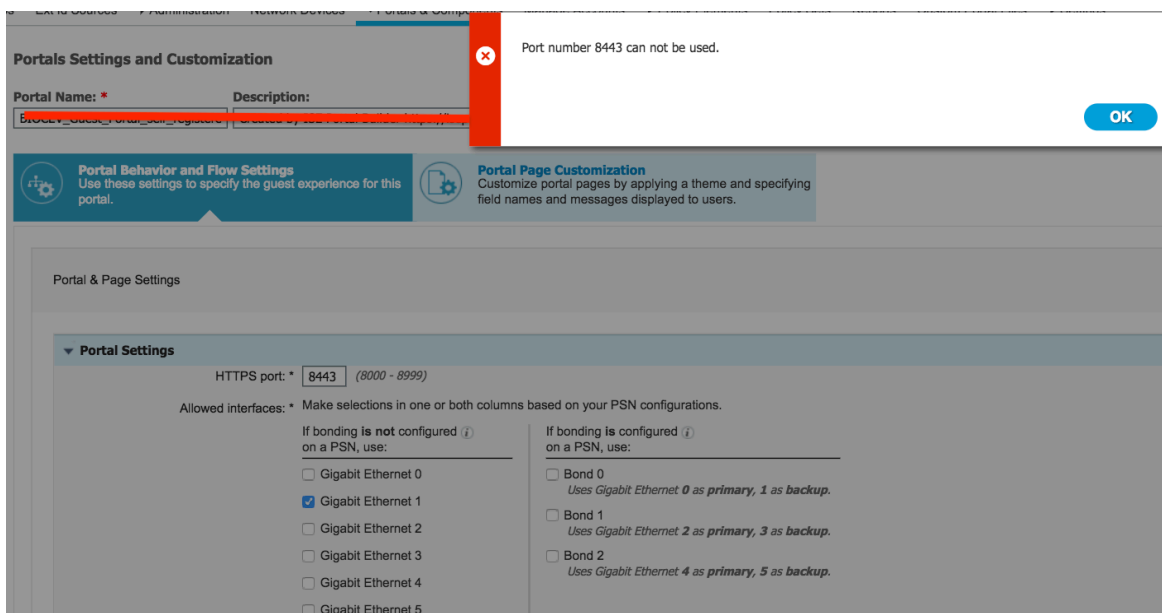 Portals & Components
Port number 8443 can not be used.
OK
Portals Settings and Customization
Portal Name: *
Description:
Portal Behavior and Flow Settings
Use these settings to specify the guest experience for this
portal.
Portal Page Customization
Customize portal pages by applying a theme and specifying
field names and messages displayed to users.
Portal & Page Settings
Portal Settings
HTTPS port: * 8443 (8000 - 8999)
Allowed interfaces: * Make selections in one or both columns based on your PSN configurations.
If bonding is not configured
on a PSN, use:
Gigabit Ethernet 0
Gigabit Ethernet 1
Gigabit Ethernet 2
Gigabit Ethernet 3
Gigabit Ethernet 4
Gigabit Ethernet 5
If bonding is configured
on a PSN, use:
Bond 0
Uses Gigabit Ethernet 0 as primary, 1 as backup.
Bond 1
Uses Gigabit Ethernet 2 as primary, 3 as backup.
Bond 2
Uses Gigabit Ethernet 4 as primary, 5 as backup.